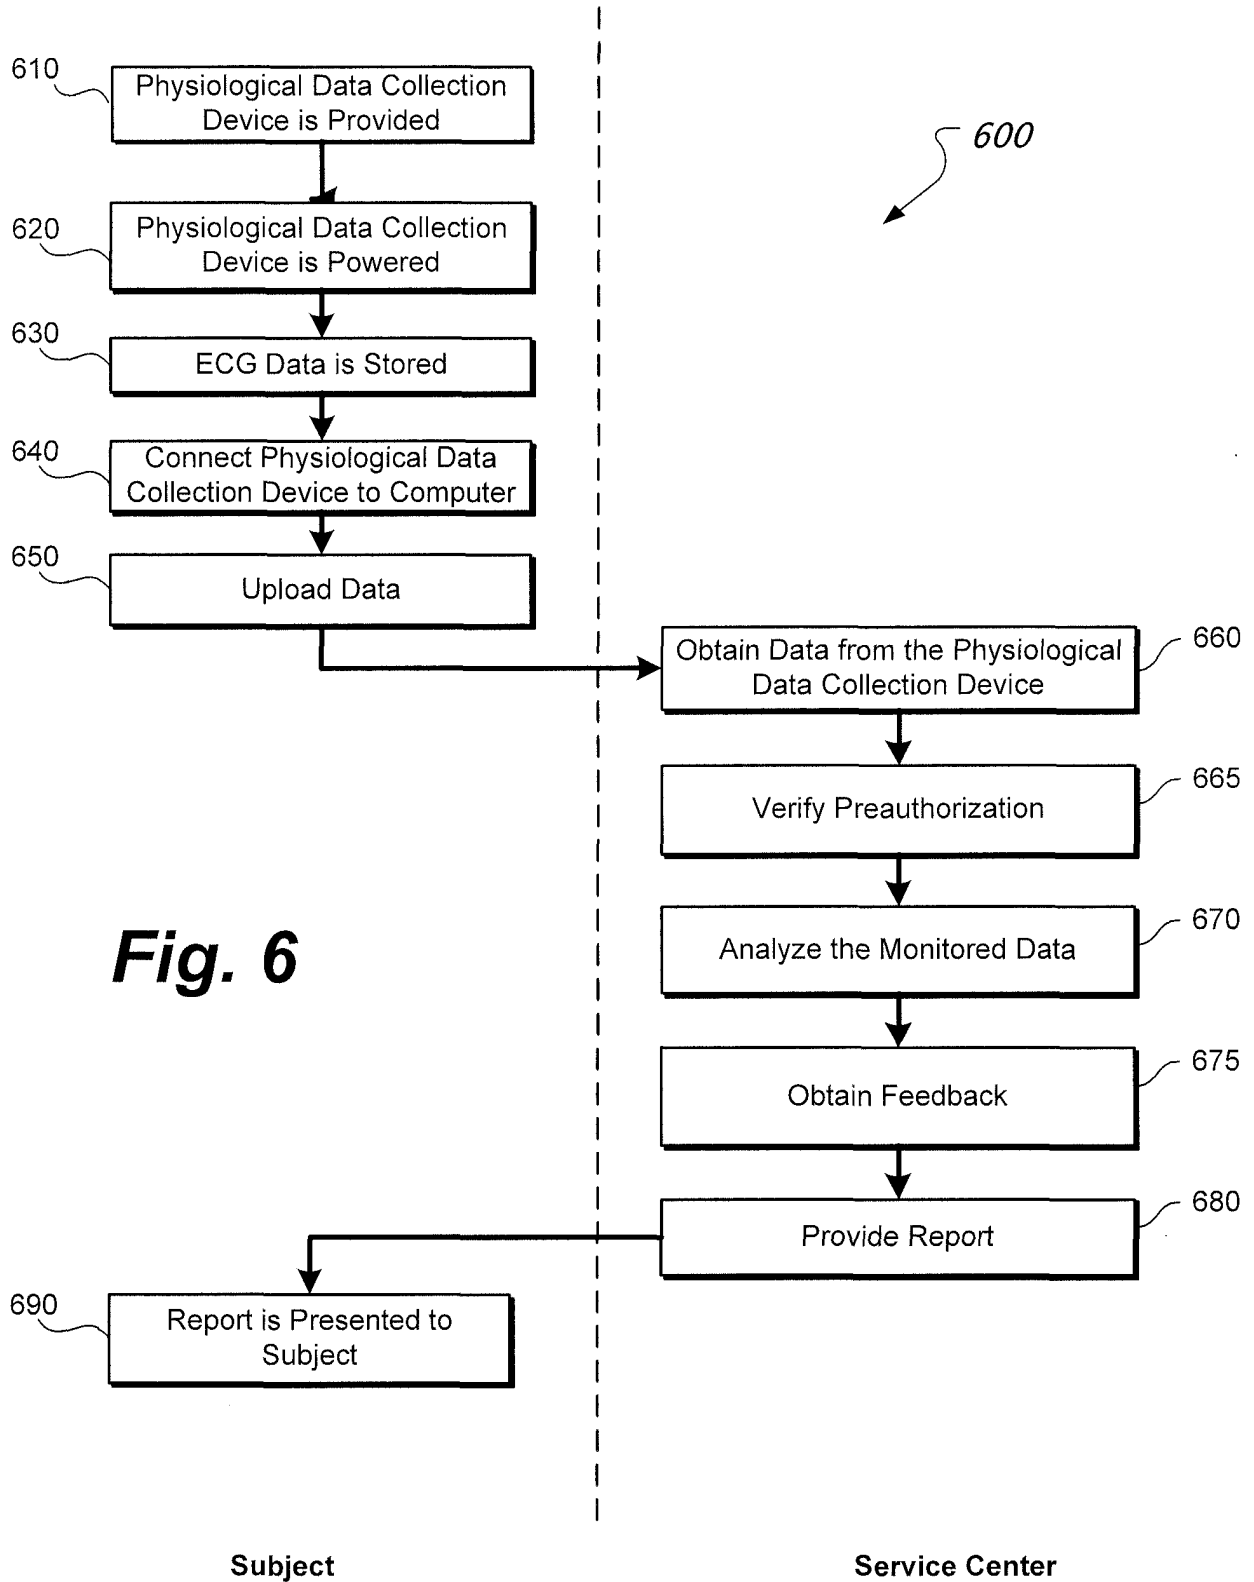 610
Physiological Data Collection
Device is Provided
600
620
Physiological Data Collection
Device is Powered
630
ECG Data is Stored
640
Connect Physiological Data
Collection Device to Computer
650
Upload Data
Obtain Data from the Physiological
Data Collection Device
660
Verify Preauthorization
665
Analyze the Monitored Data
670
Fig. 6
Obtain Feedback
675
Provide Report
680
690
Report is Presented to
Subject
Subject
Service Center